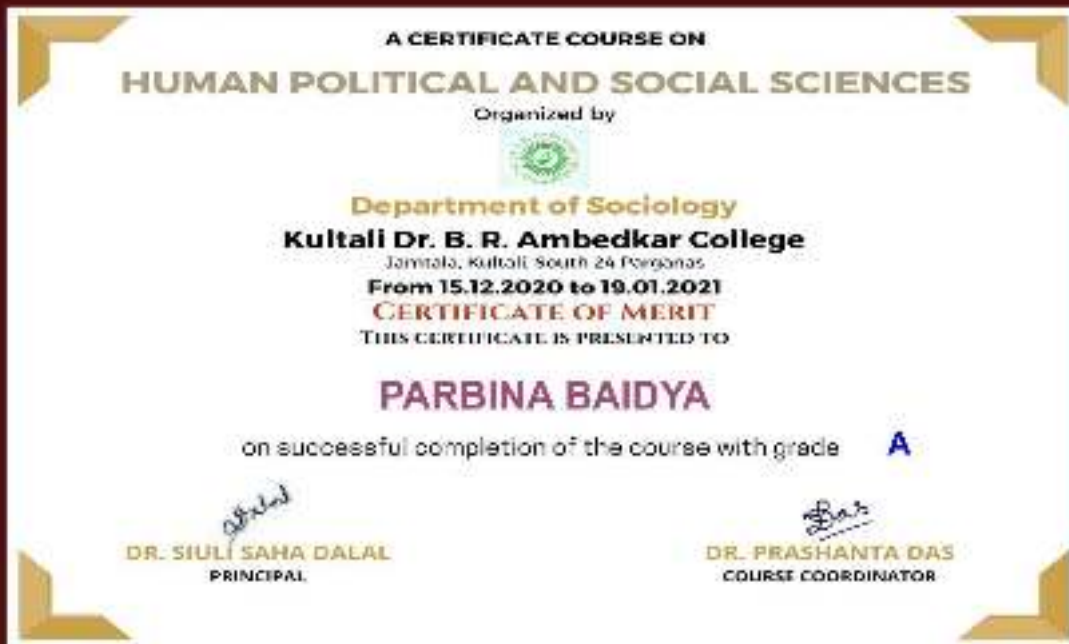 A CERTIFICATE COURSE ON
HUMAN POLITICAL AND SOCIAL SCIENCES
Organized by
Department of Sociology
Kultali Dr. B. R. Ambedkar College
Jamtala, Kultali, South 24 Parganas
From 15.12.2020 to 19.01.2021
CERTIFICATE OF MERIT
THIS CERTIFICATE IS PRESENTED TO
PARBINA BAIDYA
on successful completion of the course with grade A
DR. SIULI SAHA DALAL
PRINCIPAL
Das
DR. PRASHANTA DAS
COURSE COORDINATOR